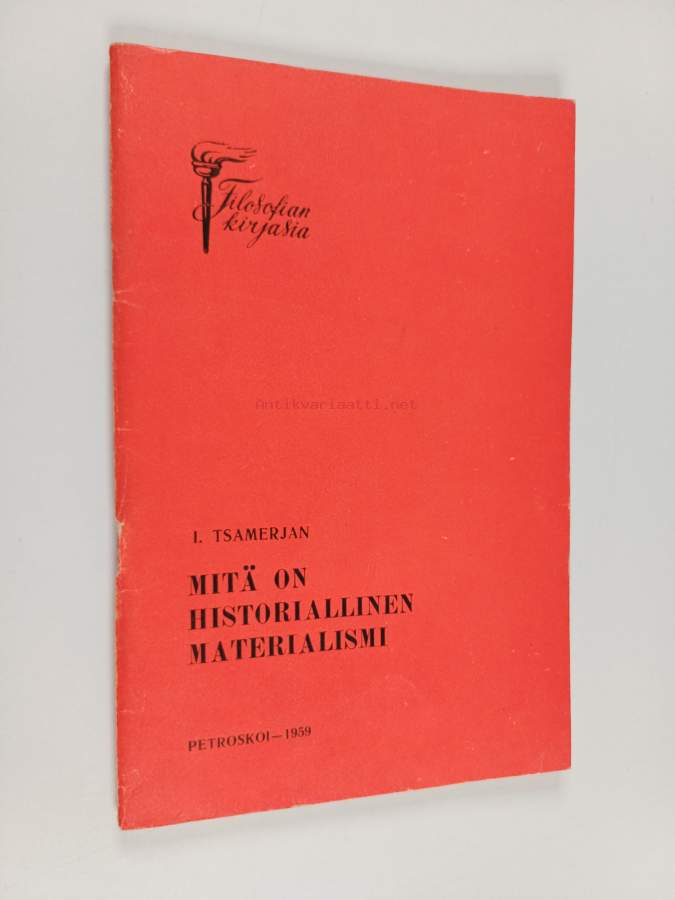 Filosofian
kirjasia
Antikvariaatti.net
I. TSAMERJAN
MITÄ ON
HISTORIALLINEN
MATERIALISMI
PETROSKOI—1959